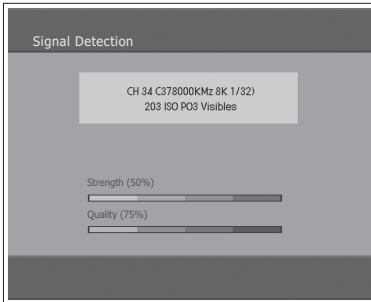 Signal Detection
CH 34 C378000KMz 8K 1/32)
203 ISO PO3 Visibles
Strength (50%)
Quality (75%)